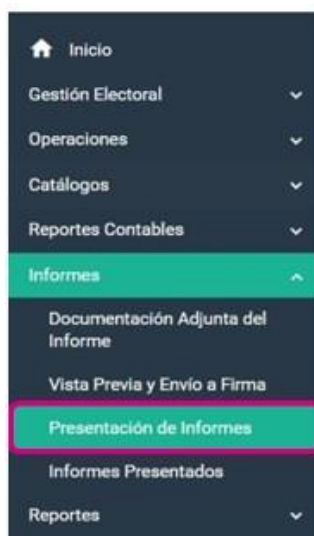 Inicio
Gestión Electoral
Operaciones
Catálogos
Reportes Contables
Informes
Documentación Adjunta del
Informe
Vista Previa y Envío a Firma
Presentación de Informes
Informes Presentados
Reportes